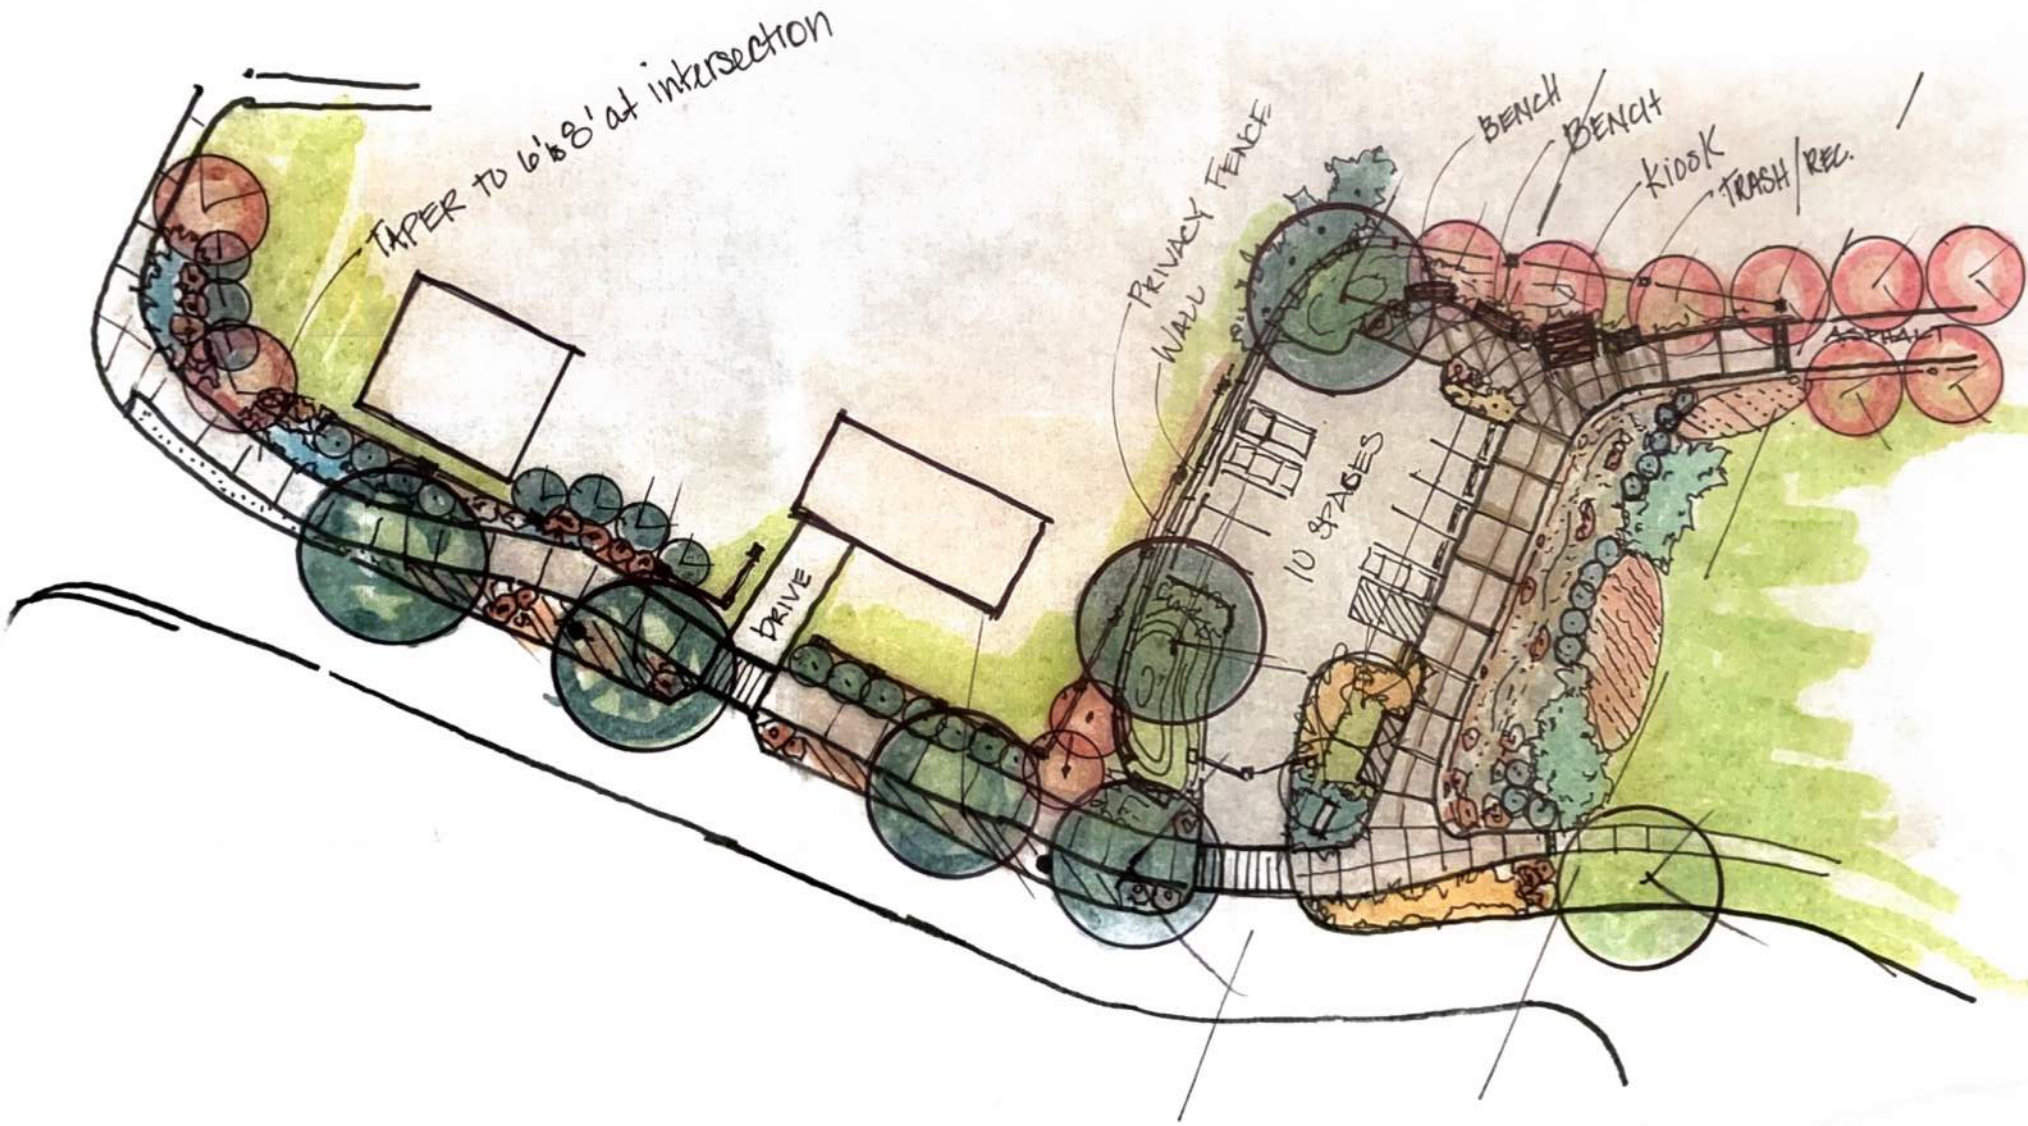 TAPER TO 6' to 8' at intersection
PRIVACY FENCE
WALL
BENCH
BENCH
KIOSK
TRASH/REC.
ASPHALT
10 SPACES
DRIVE